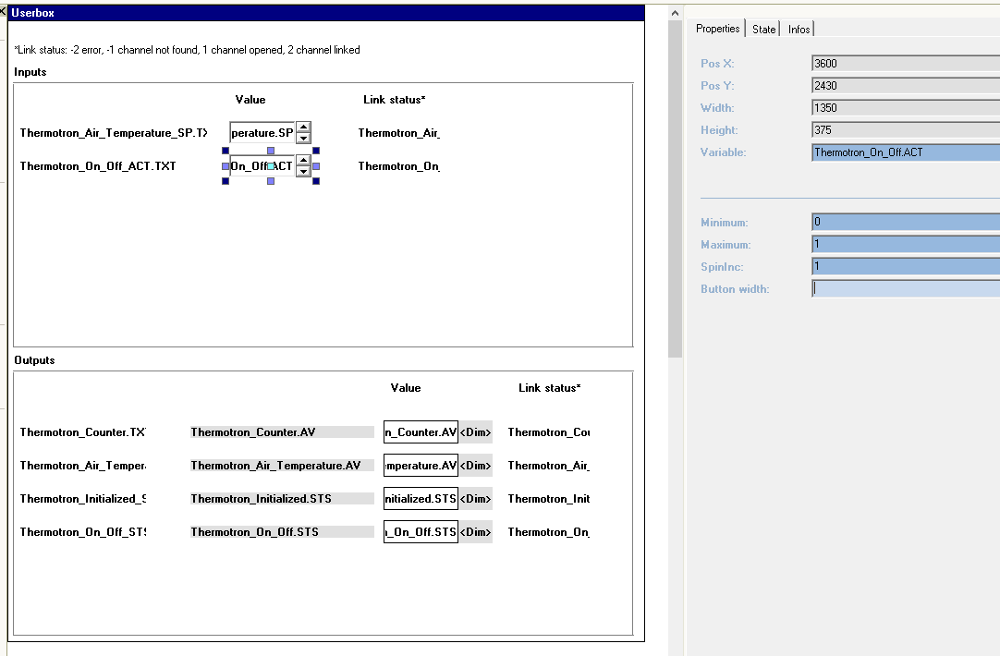 Userbox
*Link status: -2 error, -1 channel not found, 1 channel opened, 2 channel linked
Inputs
Value Link status*
Thermotron_Air_Temperature_SP.TX perature.SP Thermotron_Air_
Thermotron_On_Off_ACT.TXT On_Off.ACT Thermotron_On_
Outputs
Value Link status*
Thermotron_Counter.TXT Thermotron_Counter.AV n_Counter.AV <Dim> Thermotron_Cou
Thermotron_Air_Temper Thermotron_Air_Temperature.AV mperature.AV <Dim> Thermotron_Air_
Thermotron_Initialized_S Thermotron_Initialized.STS nitialized.STS <Dim> Thermotron_Init
Thermotron_On_Off_STS Thermotron_On_Off.STS _On_Off.STS <Dim> Thermotron_On_
Properties State Infos
Pos X: 3600
Pos Y: 2430
Width: 1350
Height: 375
Variable: Thermotron_On_Off.ACT
Minimum: 0
Maximum: 1
SpinInc: 1
Button width: